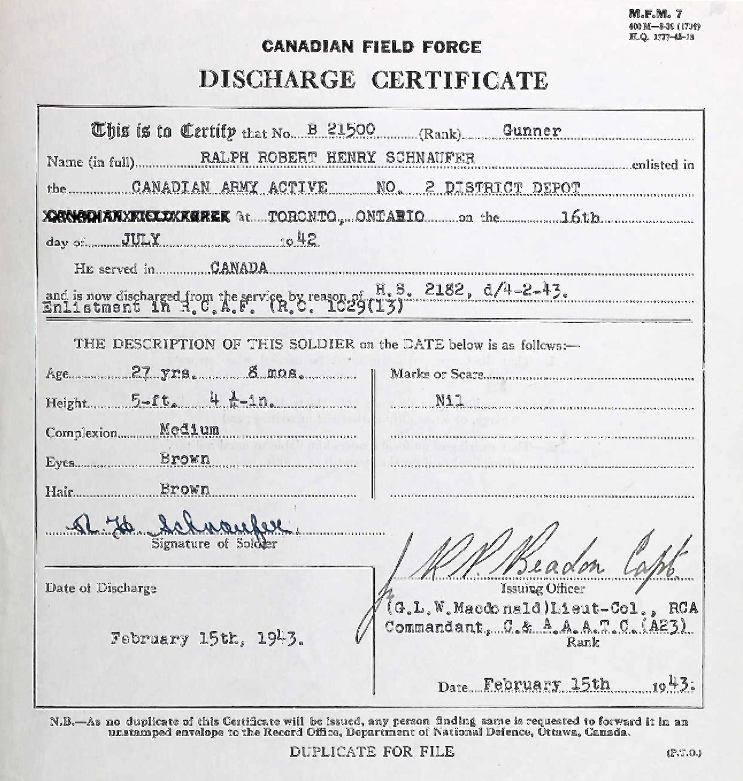 M.F.M. 7
CANADIAN FIELD FORCE
DISCHARGE CERTIFICATE
This is to Certify that No. B 21500 (Rank) Gunner
Name (in full) RALPH ROBERT HENRY SCHNAUFER enlisted in
the CANADIAN ARMY ACTIVE NO. 2 DISTRICT DEPOT
CANADIAN FIELD FORCE at TORONTO, ONTARIO on the 16th
day of JULY 1942
HE served in CANADA
and is now discharged from the service by reason of H.S. 2182, d/4-2-43.
Enlistment in R.C.A.F. (R.C. 1029(13)
THE DESCRIPTION OF THIS SOLDIER on the DATE below is as follows:—
Age 27 yrs. 8 mos. Marks or Scars
Height 5-ft. 4 ½-in. Nil
Complexion Medium
Eyes Brown
Hair Brown
R H Schnaufer.
Signature of Soldier
R P Beadon Capt
Date of Discharge Issuing Officer
for (G.L.W.Macdonald)Lieut-Col., RCA
February 15th, 1943. Commandant, C.& A.A.A.T.C.(A23)
Rank
Date February 15th 1943.
N.B.—As no duplicate of this Certificate will be issued, any person finding same is requested to forward it in an
unstamped envelope to the Record Office, Department of National Defence, Ottawa, Canada.
DUPLICATE FOR FILE (P.T.O.)